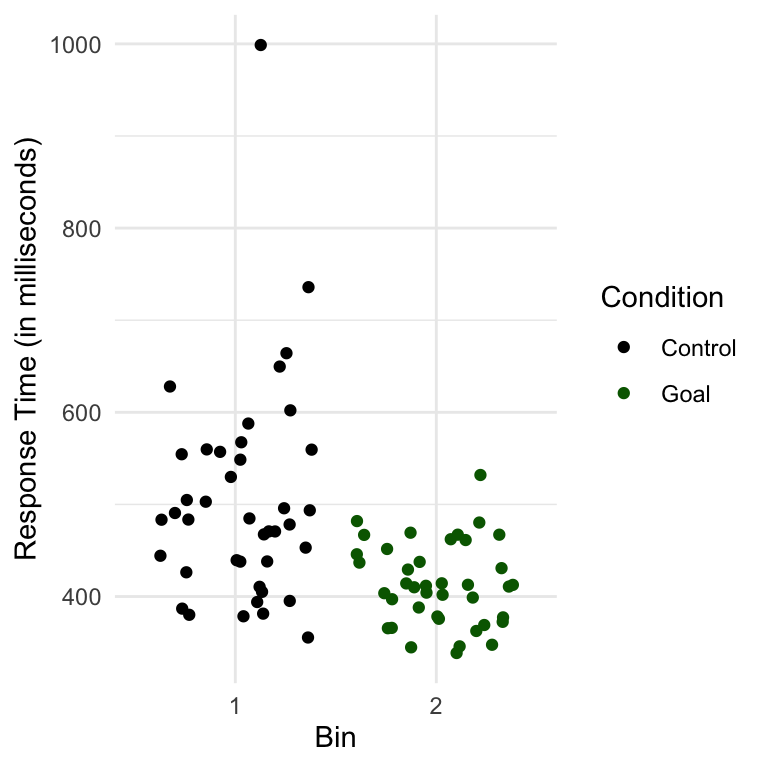 1000
800
600
400
Response Time (in milliseconds)
1
2
Bin
Condition
Control
Goal